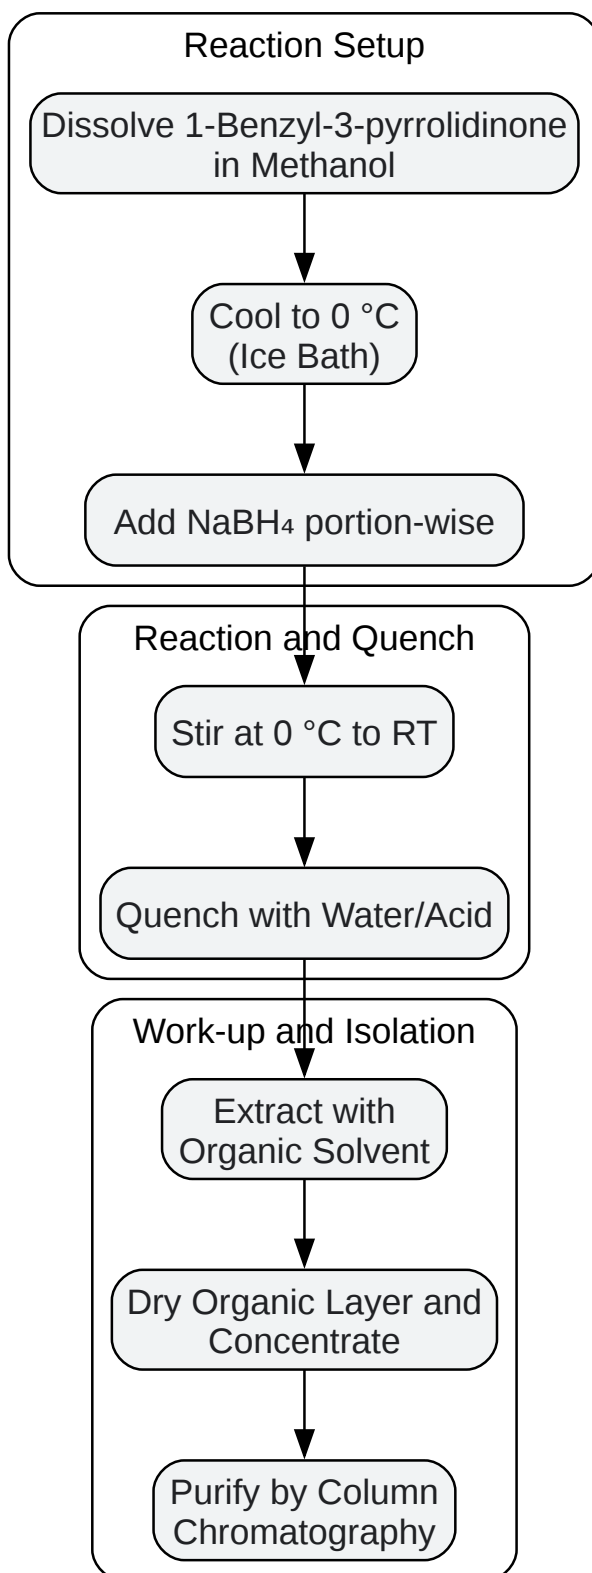 Reaction Setup
Dissolve 1-Benzyl-3-pyrrolidinone
in Methanol
Cool to 0 °C
(Ice Bath)
Add NaBH₄ portion-wise
Reaction and Quench
Stir at 0 °C to RT
Quench with Water/Acid
Work-up and Isolation
Extract with
Organic Solvent
Dry Organic Layer and
Concentrate
Purify by Column
Chromatography